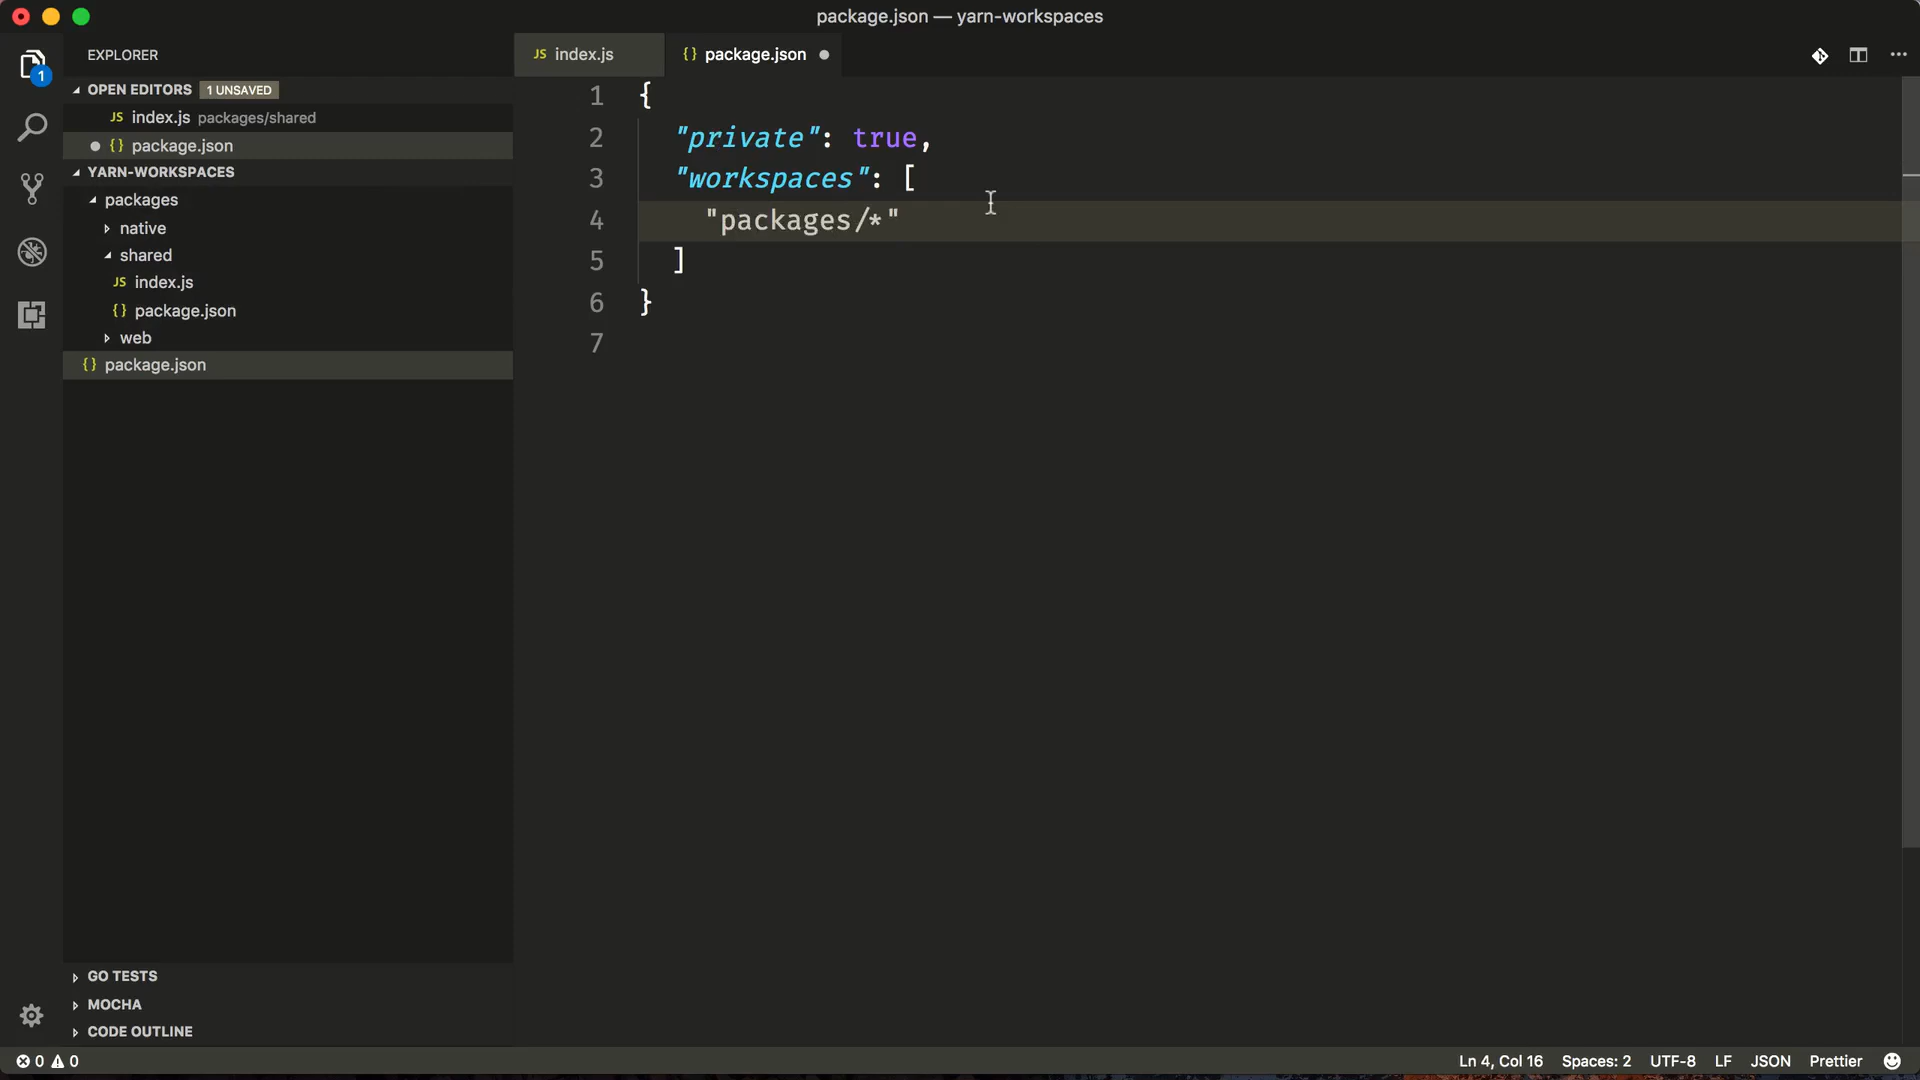 package.json — yarn-workspaces
EXPLORER
OPEN EDITORS 1 UNSAVED
JS index.js packages/shared
{} package.json
YARN-WORKSPACES
packages
native
shared
JS index.js
{} package.json
web
{} package.json
GO TESTS
MOCHA
CODE OUTLINE
1
JS index.js
{} package.json
1 {
2 "private": true,
3 "workspaces": [
4 "packages/*"
5 ]
6 }
7
0 0
Ln 4, Col 16 Spaces: 2 UTF-8 LF JSON Prettier